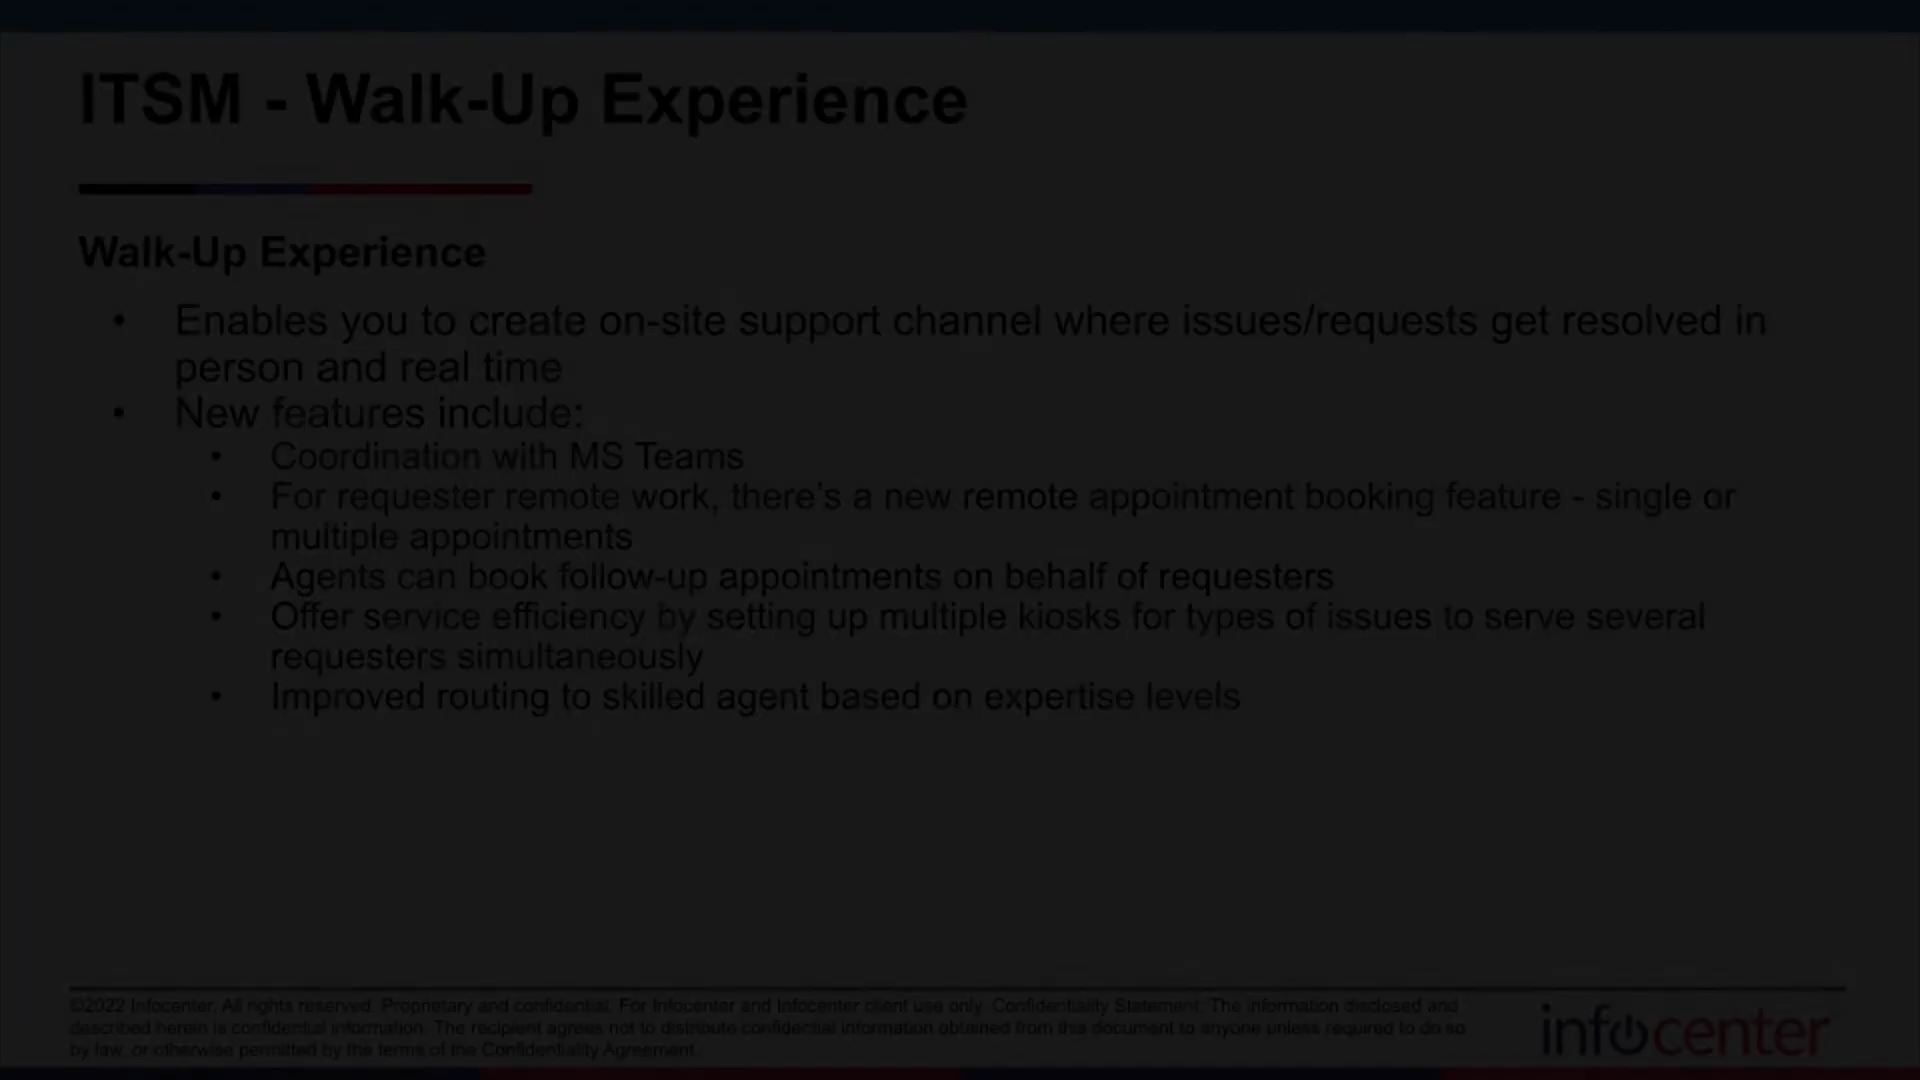 ITSM - Walk-Up Experience
Walk-Up Experience
• Enables you to create on-site support channel where issues/requests get resolved in
person and real time
• New features include:
• Coordination with MS Teams
• For requester remote work, there's a new remote appointment booking feature - single or
multiple appointments
• Agents can book follow-up appointments on behalf of requesters
• Offer service efficiency by setting up multiple kiosks for types of issues to serve several
requesters simultaneously
• Improved routing to skilled agent based on expertise levels
©2022 Infocenter. All rights reserved. Proprietary and confidential. For Infocenter and Infocenter client use only. Confidentiality Statement: The information disclosed and
described herein is confidential information. The recipient agrees not to distribute confidential information obtained from this document to anyone unless required to do so
by law, or otherwise permitted by the terms of the Confidentiality Agreement.
infocenter